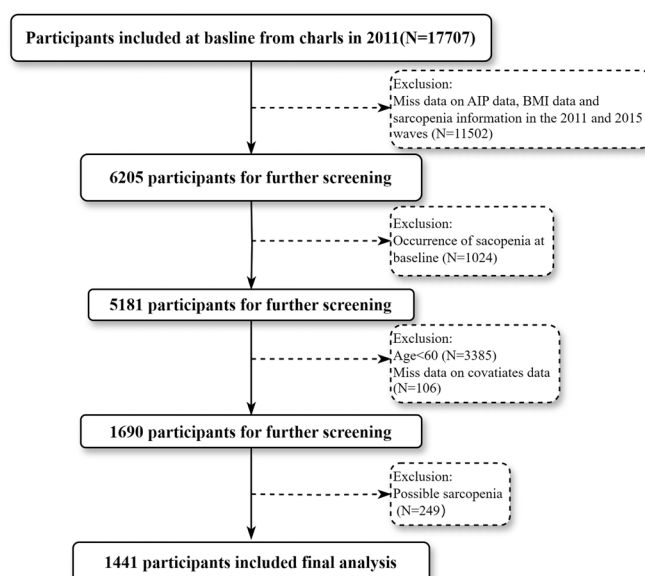 Participants included at basline from charls in 2011(N=17707)
Exclusion:
Miss data on AIP data, BMI data and
sarcopenia information in the 2011 and 2015
waves (N=11502)
6205 participants for further screening
Exclusion:
Occurrence of sacopenia at
baseline (N=1024)
5181 participants for further screening
Exclusion:
Age<60 (N=3385)
Miss data on covatiates data
(N=106)
1690 participants for further screening
Exclusion:
Possible sarcopenia
(N=249)
1441 participants included final analysis